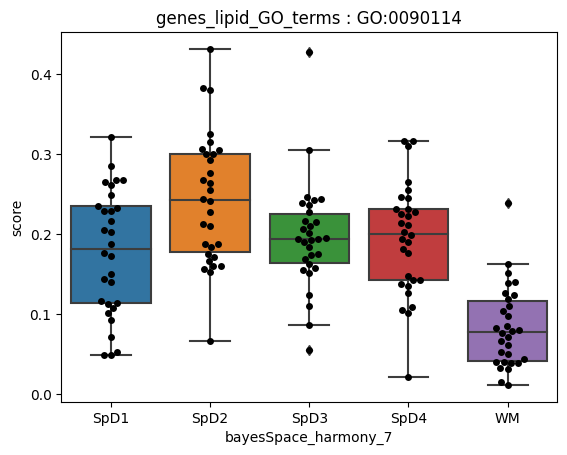 genes_lipid_GO_terms : GO:0090114
score
0.4
0.3
0.2
0.1
0.0
SpD1 SpD2 SpD3 SpD4 WM
bayesSpace_harmony_7